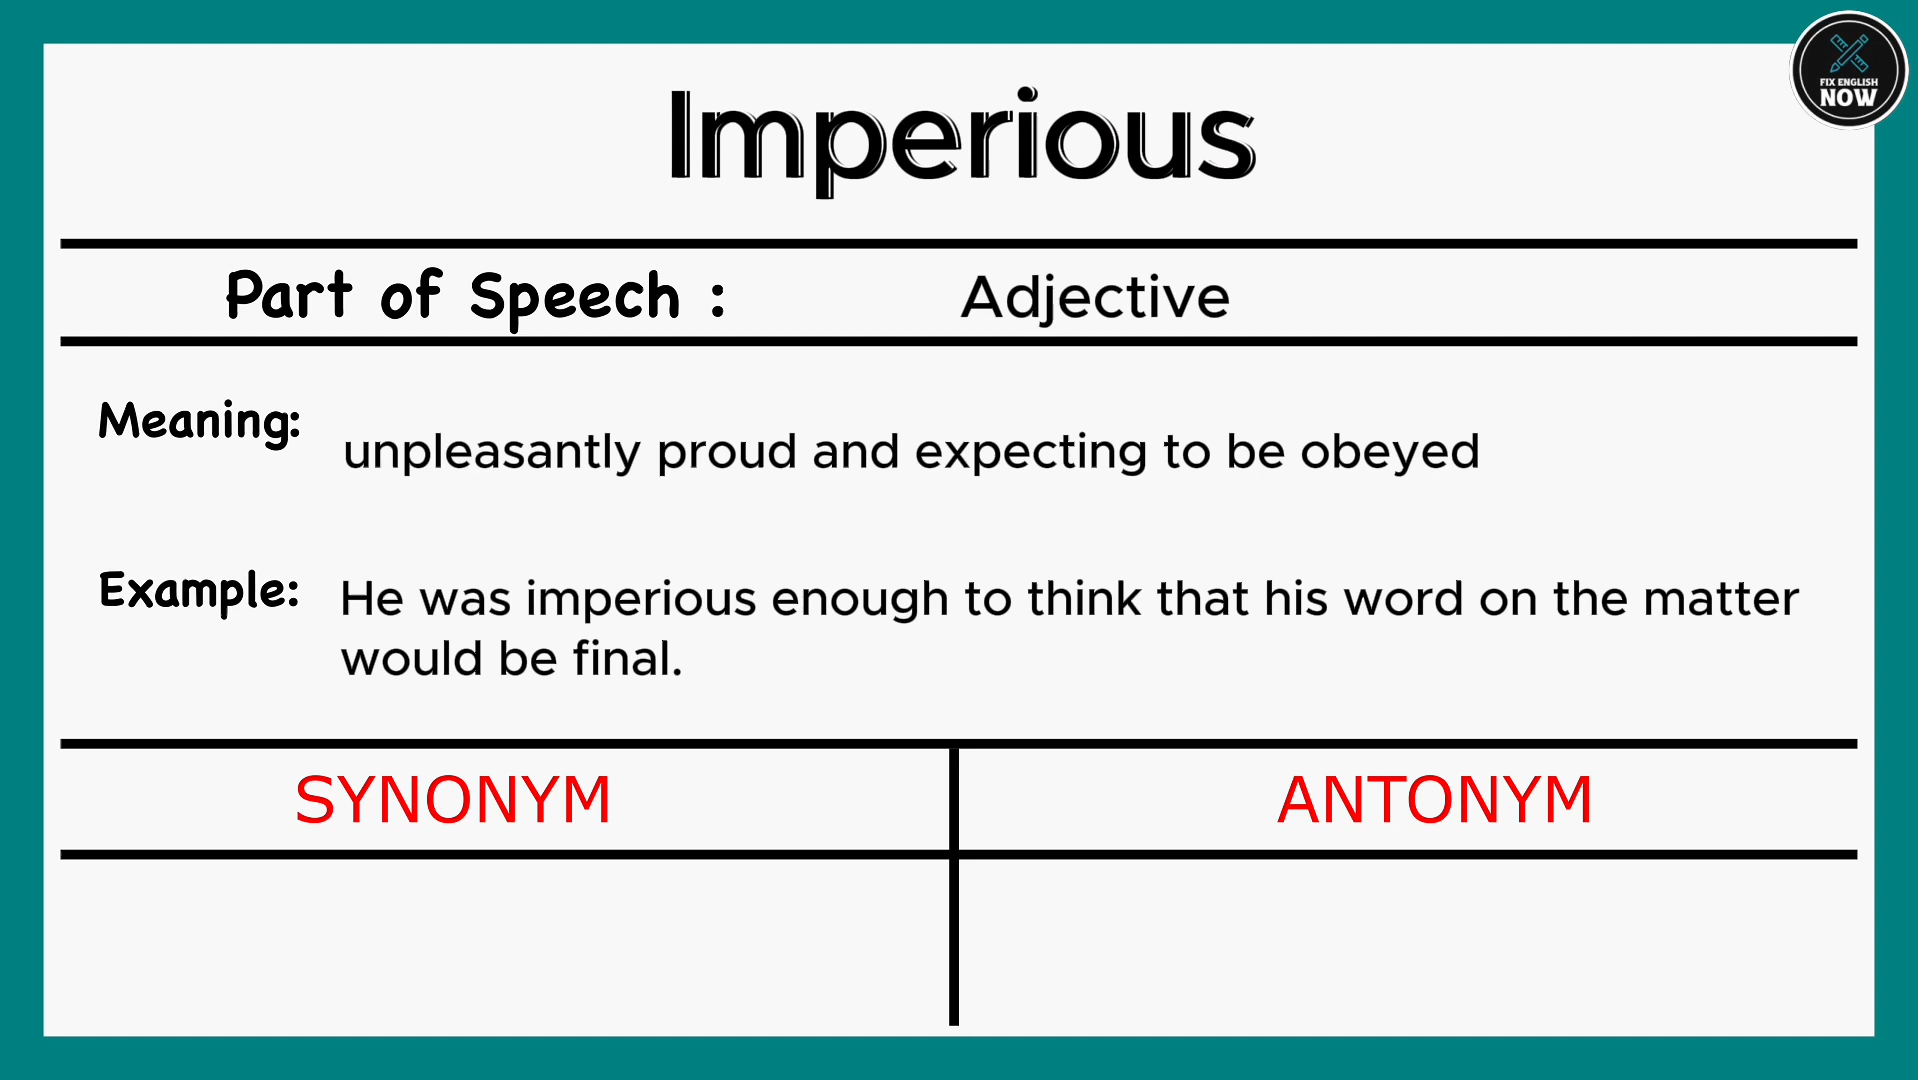 FIX ENGLISH
NOW
Imperious
Part of Speech : Adjective
Meaning: unpleasantly proud and expecting to be obeyed
Example: He was imperious enough to think that his word on the matter
would be final.
SYNONYM ANTONYM